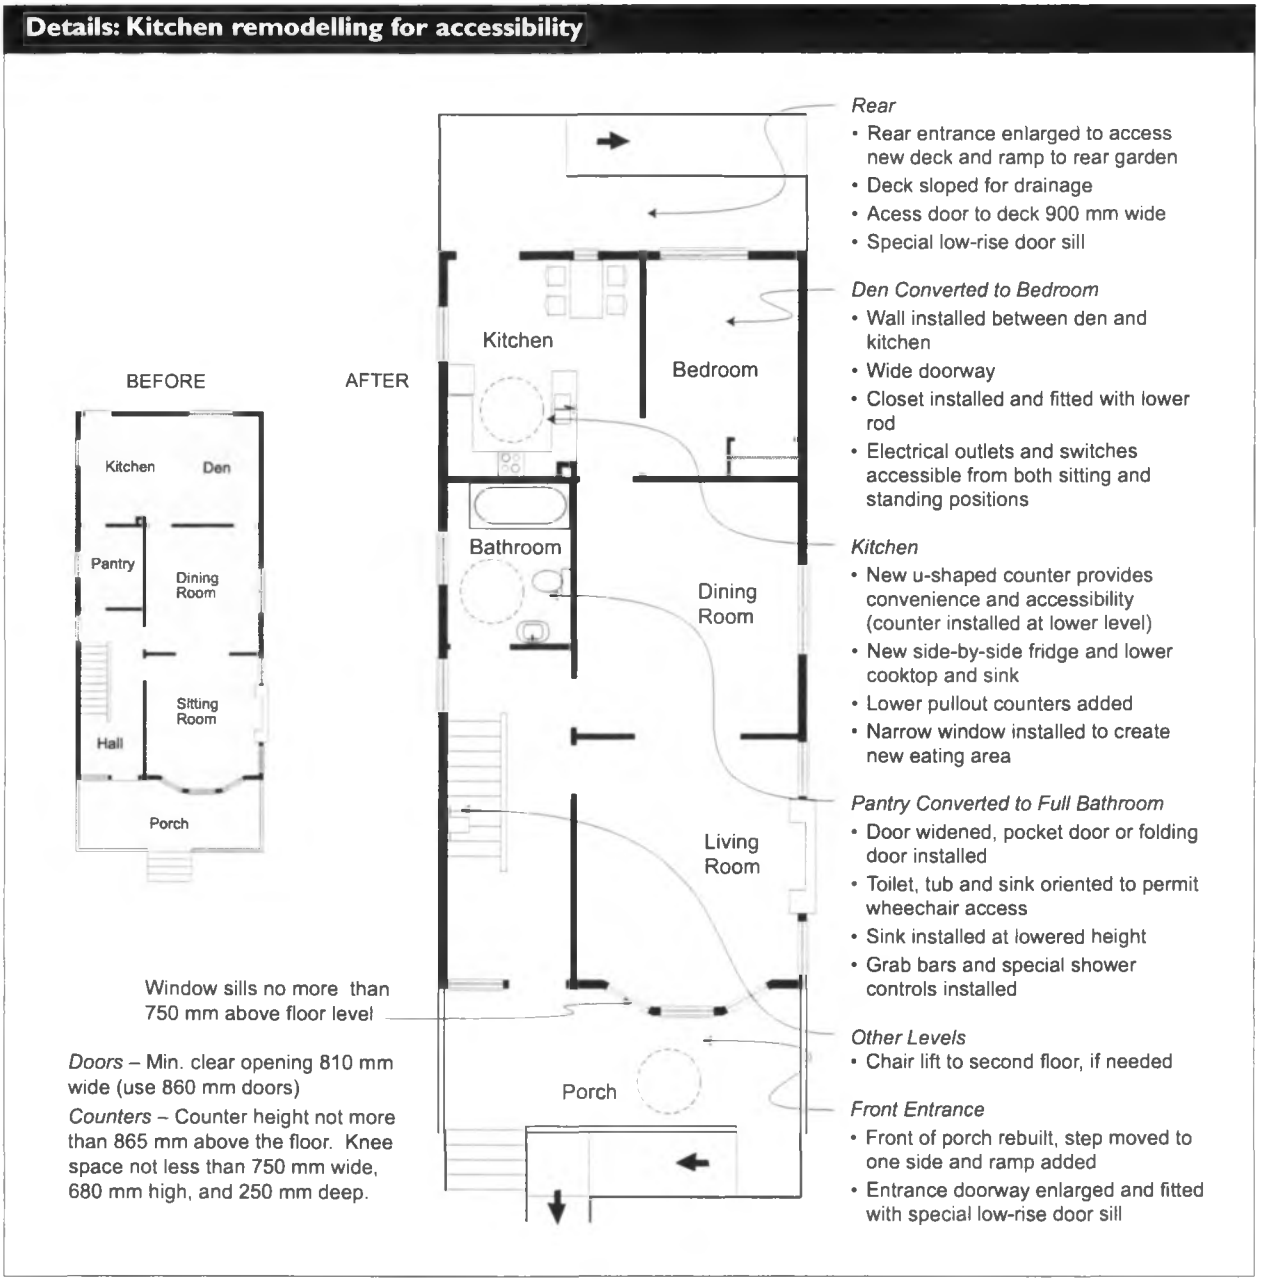 Details: Kitchen remodelling for accessibility
Rear
• Rear entrance enlarged to access
new deck and ramp to rear garden
• Deck sloped for drainage
• Acess door to deck 900 mm wide
• Special low-rise door sill
Den Converted to Bedroom
• Wall installed between den and
kitchen
• Wide doorway
• Closet installed and fitted with lower
rod
• Electrical outlets and switches
accessible from both sitting and
standing positions
Kitchen
• New u-shaped counter provides
convenience and accessibility
(counter installed at lower level)
• New side-by-side fridge and lower
cooktop and sink
• Lower pullout counters added
• Narrow window installed to create
new eating area
Pantry Converted to Full Bathroom
• Door widened, pocket door or folding
door installed
• Toilet, tub and sink oriented to permit
wheechair access
• Sink installed at lowered height
• Grab bars and special shower
controls installed
Other Levels
• Chair lift to second floor, if needed
Front Entrance
• Front of porch rebuilt, step moved to
one side and ramp added
• Entrance doorway enlarged and fitted
with special low-rise door sill
BEFORE
AFTER
Kitchen
Den
Pantry
Dining
Room
Sitting
Room
Hall
Porch
Kitchen
Bedroom
Bathroom
Dining
Room
Living
Room
Porch
Window sills no more than
750 mm above floor level
Doors – Min. clear opening 810 mm
wide (use 860 mm doors)
Counters – Counter height not more
than 865 mm above the floor. Knee
space not less than 750 mm wide,
680 mm high, and 250 mm deep.